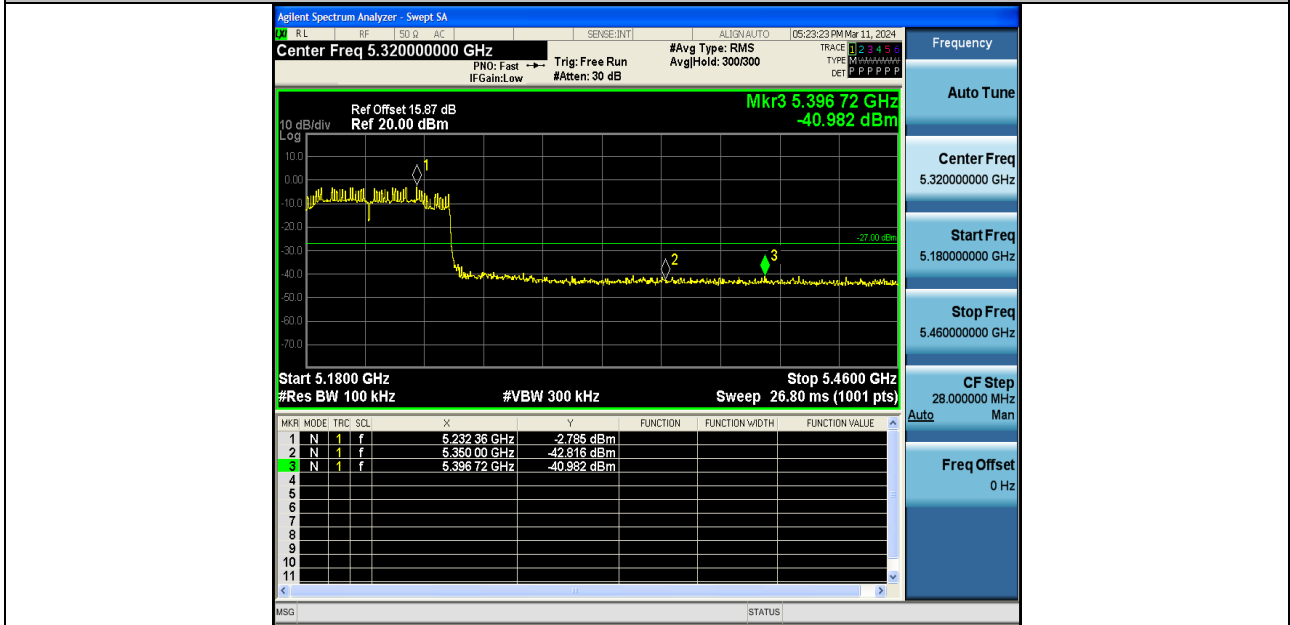 Agilent Spectrum Analyzer - Swept SA
LXI RL RF 50 Ω AC SENSE:INT ALIGN AUTO 05:23:23 PM Mar 11, 2024
Center Freq 5.320000000 GHz
PNO: Fast
IFGain:Low
Trig: Free Run
#Atten: 30 dB
#Avg Type: RMS
Avg|Hold: 300/300
TRACE 1 2 3 4 5 6
TYPE M
DET P P P P P P
Ref Offset 15.87 dB
10 dB/div Ref 20.00 dBm
Log
Mkr3 5.396 72 GHz
-40.982 dBm
10.0
0.00
-10.0
-20.0
-30.0
-40.0
-50.0
-60.0
-70.0
1
2
3
-27.00 dBm
Start 5.1800 GHz Stop 5.4600 GHz
#Res BW 100 kHz #VBW 300 kHz Sweep 26.80 ms (1001 pts)
MKR MODE TRC SCL X Y FUNCTION FUNCTION WIDTH FUNCTION VALUE
1 N 1 f 5.232 36 GHz -2.785 dBm
2 N 1 f 5.350 00 GHz -42.816 dBm
3 N 1 f 5.396 72 GHz -40.982 dBm
4
5
6
7
8
9
10
11
MSG STATUS
Frequency
Auto Tune
Center Freq
5.320000000 GHz
Start Freq
5.180000000 GHz
Stop Freq
5.460000000 GHz
CF Step
28.000000 MHz
Auto Man
Freq Offset
0 Hz